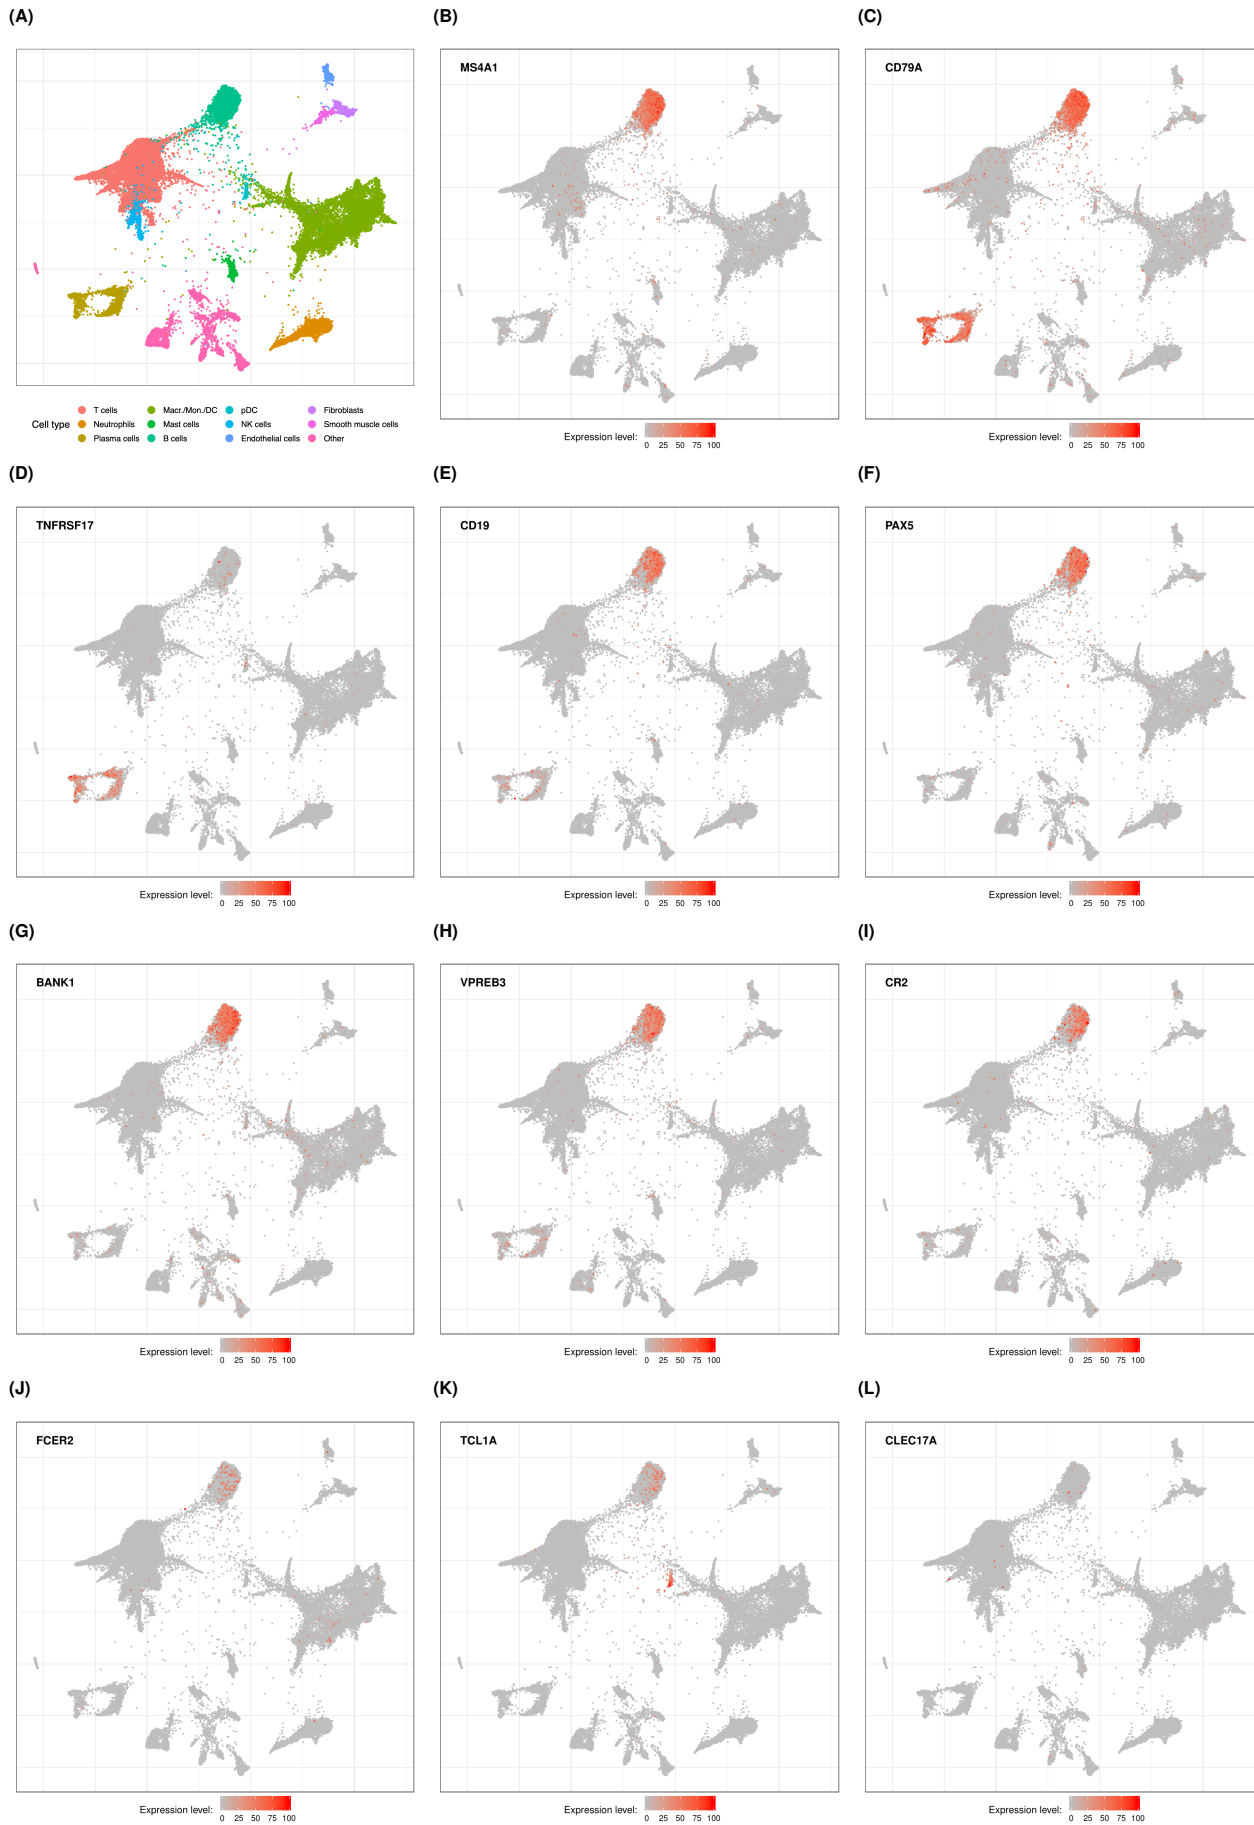 (A)
(B)
(C)
MS4A1
CD79A
Cell type
T cells
Neutrophils
Plasma cells
Macr./Mon./DC
Mast cells
B cells
pDC
NK cells
Endothelial cells
Fibroblasts
Smooth muscle cells
Other
Expression level:
0 25 50 75 100
Expression level:
0 25 50 75 100
(D)
(E)
(F)
TNFRSF17
CD19
PAX5
Expression level:
0 25 50 75 100
Expression level:
0 25 50 75 100
Expression level:
0 25 50 75 100
(G)
(H)
(I)
BANK1
VPREB3
CR2
Expression level:
0 25 50 75 100
Expression level:
0 25 50 75 100
Expression level:
0 25 50 75 100
(J)
(K)
(L)
FCER2
TCL1A
CLEC17A
Expression level:
0 25 50 75 100
Expression level:
0 25 50 75 100
Expression level:
0 25 50 75 100